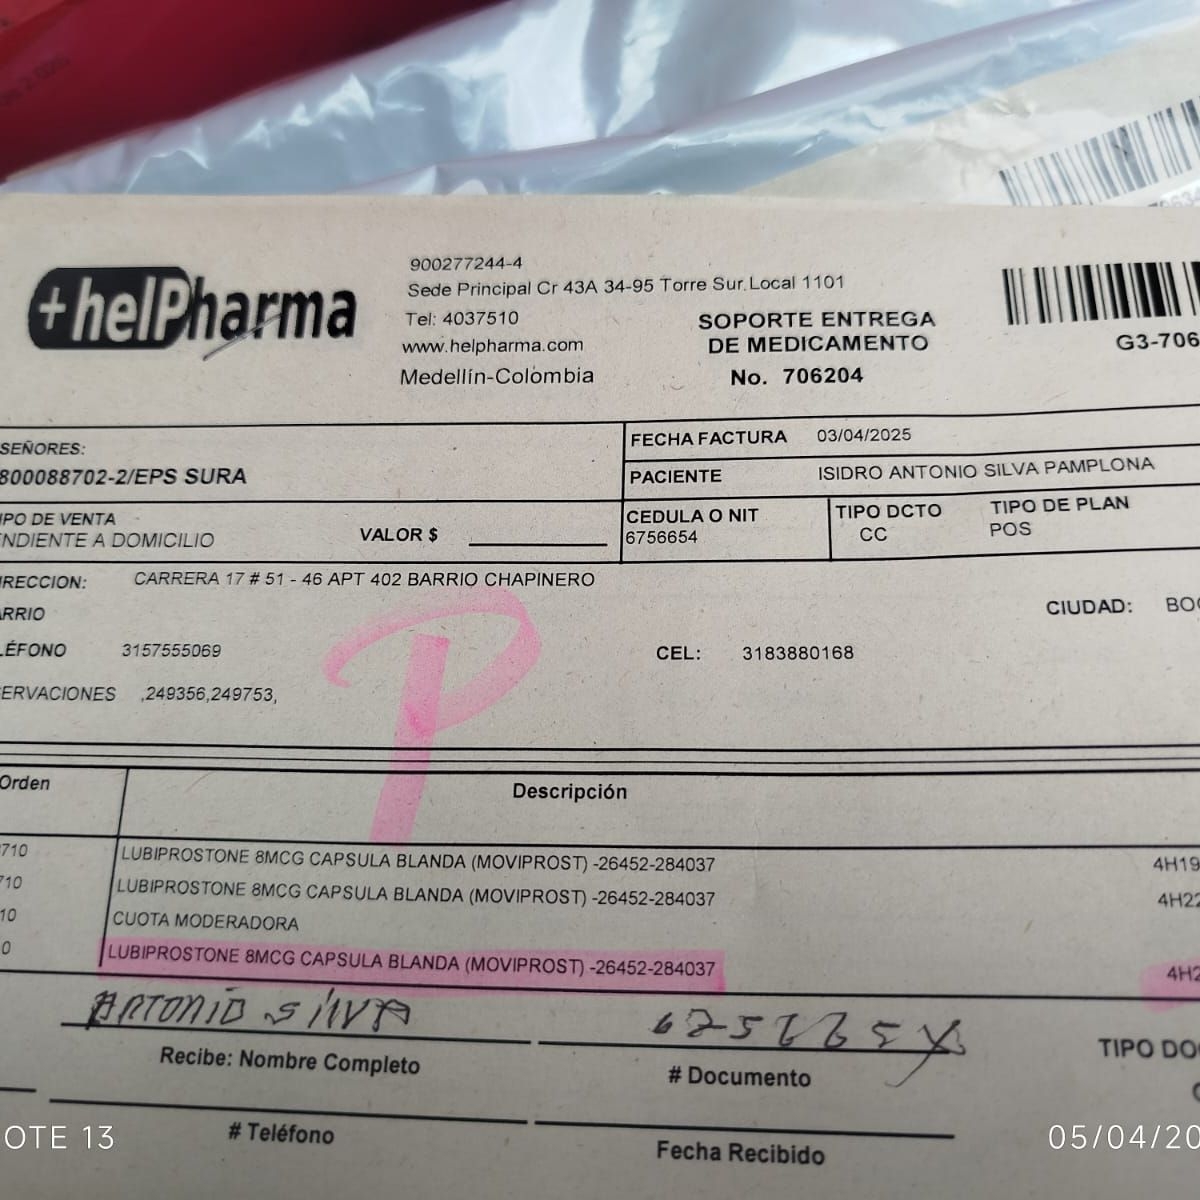 +helPharma
900277244-4
Sede Principal Cr 43A 34-95 Torre Sur. Local 1101
Tel: 4037510
www.helpharma.com
Medellín-Colombia
SOPORTE ENTREGA
DE MEDICAMENTO
No. 706204
G3-706
SEÑORES:
800088702-2/EPS SURA
FECHA FACTURA 03/04/2025
PACIENTE ISIDRO ANTONIO SILVA PAMPLONA
IPO DE VENTA
ENDIENTE A DOMICILIO
VALOR $
CEDULA O NIT
6756654
TIPO DCTO
CC
TIPO DE PLAN
POS
IRECCION: CARRERA 17 # 51 - 46 APT 402 BARRIO CHAPINERO
ARRIO
CIUDAD: BOG
LÉFONO 3157555069
CEL: 3183880168
ERVACIONES ,249356,249753,
P
Orden Descripción
710 LUBIPROSTONE 8MCG CAPSULA BLANDA (MOVIPROST) -26452-284037 4H19
710 LUBIPROSTONE 8MCG CAPSULA BLANDA (MOVIPROST) -26452-284037 4H22
10 CUOTA MODERADORA
0 LUBIPROSTONE 8MCG CAPSULA BLANDA (MOVIPROST) -26452-284037 4H2
ANTONIO SILVA
Recibe: Nombre Completo
# Documento
TIPO DO
# Teléfono
Fecha Recibido
OTE 13
05/04/20